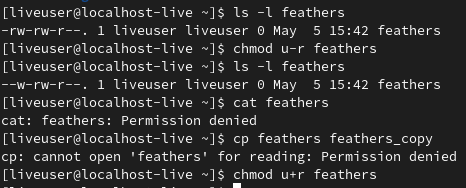 [liveuser@localhost-live ~]$ ls -l feathers
-rw-rw-r--. 1 liveuser liveuser 0 May  5 15:42 feathers
[liveuser@localhost-live ~]$ chmod u-r feathers
[liveuser@localhost-live ~]$ ls -l feathers
--w-rw-r--. 1 liveuser liveuser 0 May  5 15:42 feathers
[liveuser@localhost-live ~]$ cat feathers
cat: feathers: Permission denied
[liveuser@localhost-live ~]$ cp feathers feathers_copy
cp: cannot open 'feathers' for reading: Permission denied
[liveuser@localhost-live ~]$ chmod u+r feathers